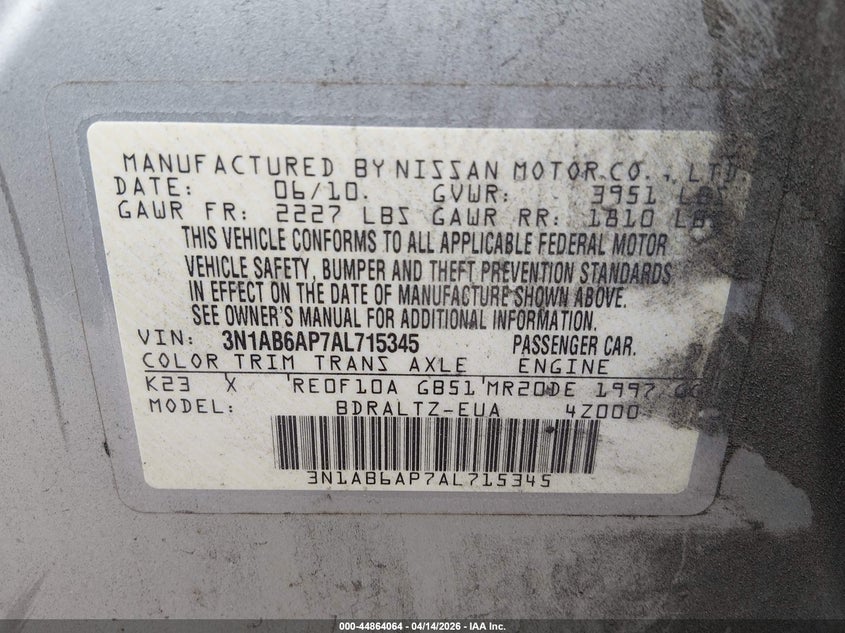 MANUFACTURED BY NISSAN MOTOR CO., LTD.
DATE: 06/10. GVWR: 3951 LBS
GAWR FR: 2227 LBS GAWR RR: 1810 LBS
THIS VEHICLE CONFORMS TO ALL APPLICABLE FEDERAL MOTOR
VEHICLE SAFETY, BUMPER AND THEFT PREVENTION STANDARDS
IN EFFECT ON THE DATE OF MANUFACTURE SHOWN ABOVE.
SEE OWNER'S MANUAL FOR ADDITIONAL INFORMATION.
VIN: 3N1AB6AP7AL715345 PASSENGER CAR.
COLOR TRIM TRANS AXLE ENGINE
K23 X RE0F10A GB51 MR20DE 1997
MODEL: BDRALTZ-EUA 4Z000
3N1AB6AP7AL715345
000-44864064 | 04/14/2026 - IAA Inc.